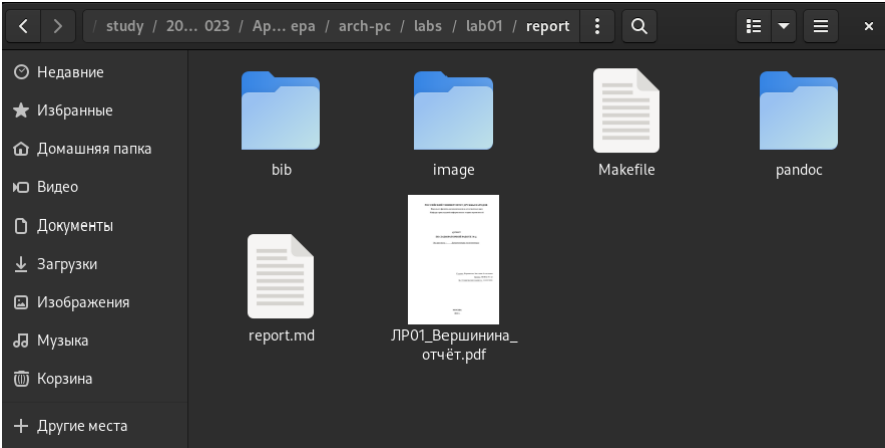 / study / 20... 023 / Ap... epa / arch-pc / labs / lab01 / report
Недавние
Избранные
Домашняя папка
Видео
Документы
Загрузки
Изображения
Музыка
Корзина
Другие места
bib
image
Makefile
pandoc
report.md
ЛР01_Вершинина_
отчёт.pdf